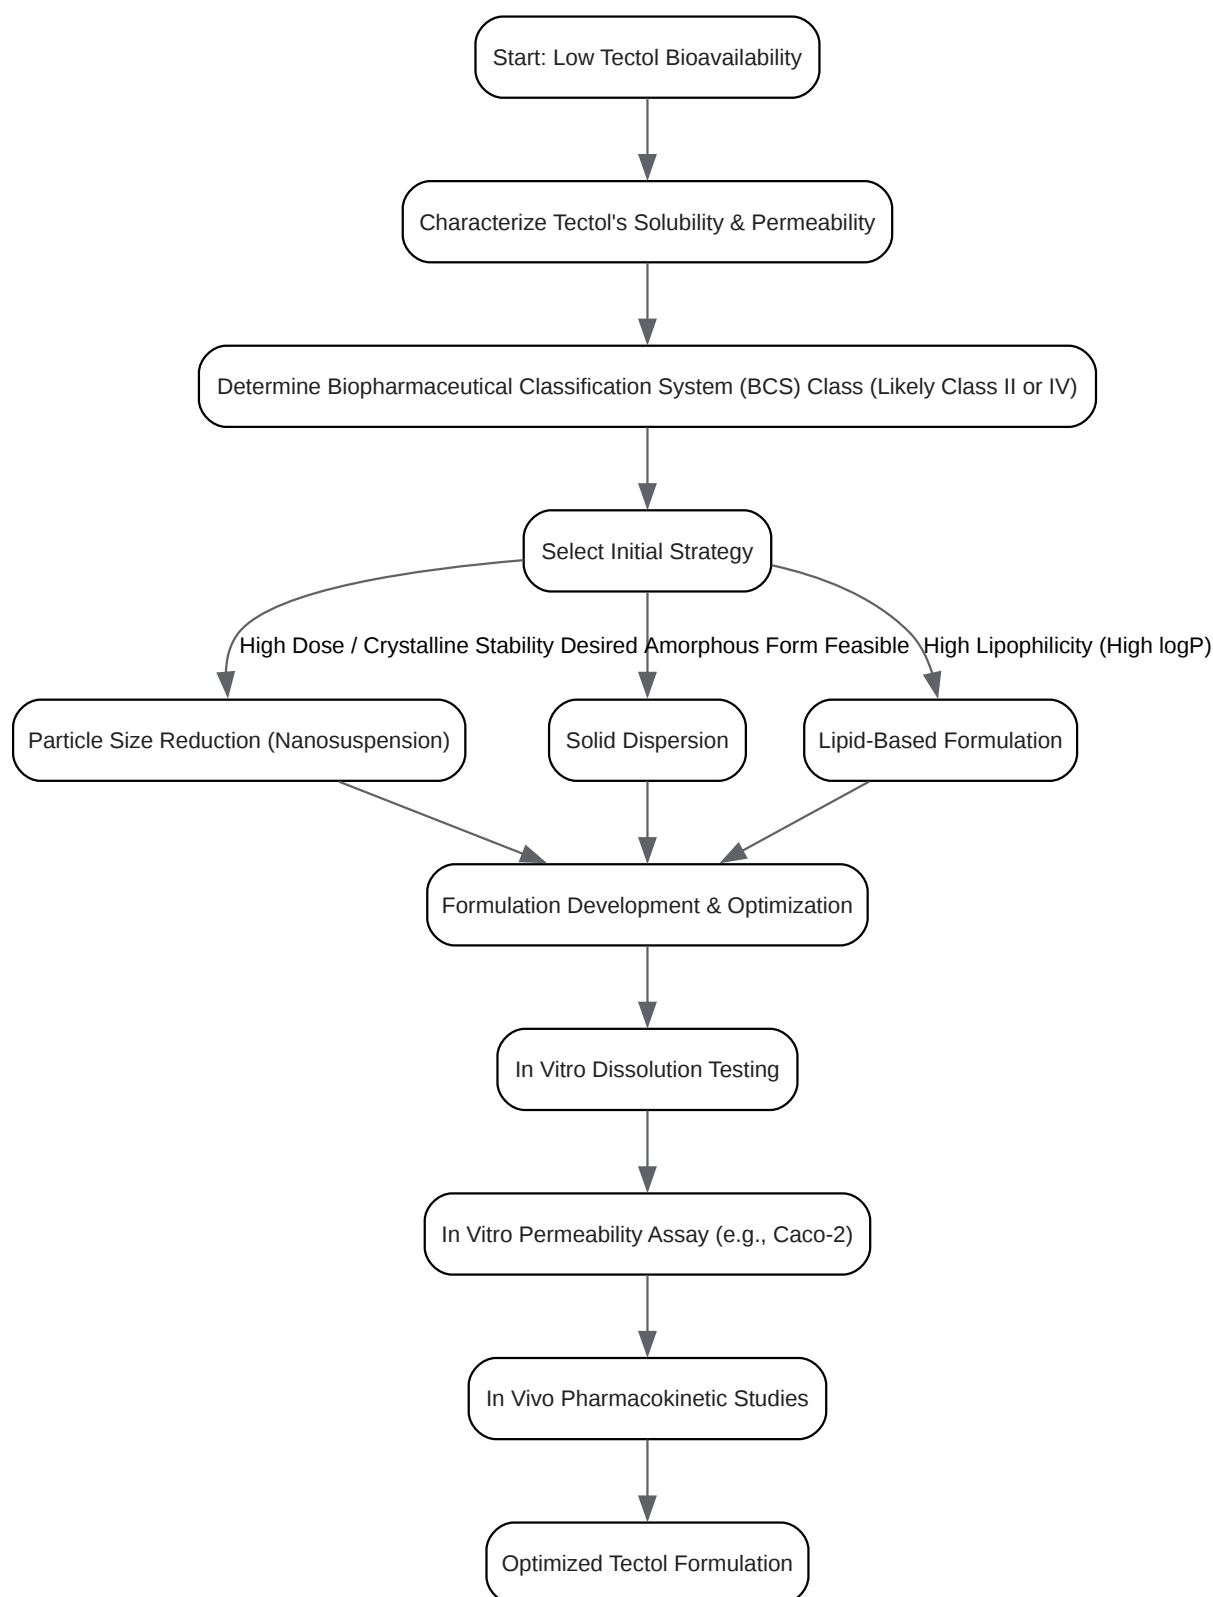 Start: Low Tectol Bioavailability
Characterize Tectol's Solubility & Permeability
Determine Biopharmaceutical Classification System (BCS) Class (Likely Class II or IV)
Select Initial Strategy
High Dose / Crystalline Stability Desired
Amorphous Form Feasible
High Lipophilicity (High logP)
Particle Size Reduction (Nanosuspension)
Solid Dispersion
Lipid-Based Formulation
Formulation Development & Optimization
In Vitro Dissolution Testing
In Vitro Permeability Assay (e.g., Caco-2)
In Vivo Pharmacokinetic Studies
Optimized Tectol Formulation